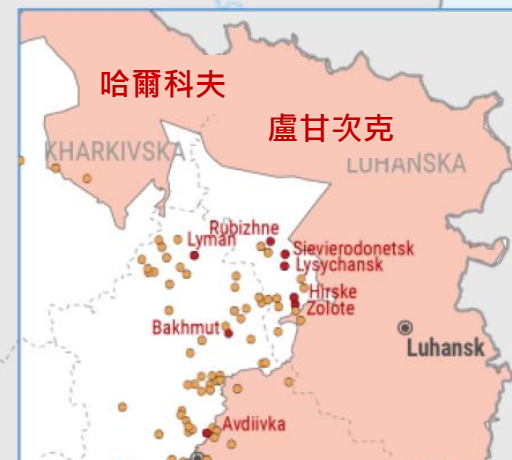 哈爾科夫
盧甘次克
KHARKIVSKA
LUHANSKA
Rubizhne
Lyman
Sievierodonetsk
Lysychansk
Hirske
Zolote
Bakhmut
Luhansk
Avdiivka